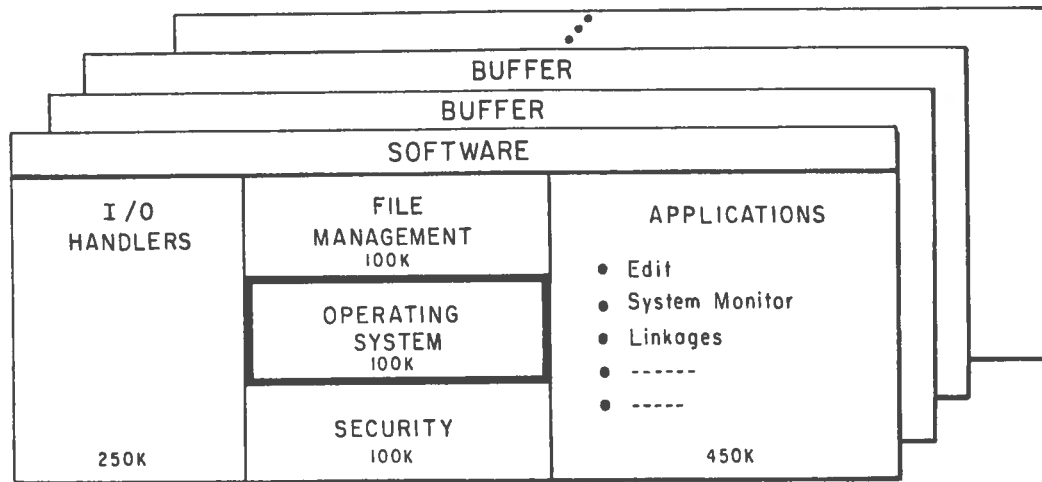 BUFFER
BUFFER
SOFTWARE
I/O
HANDLERS
250K
FILE
MANAGEMENT
100K
OPERATING
SYSTEM
100K
SECURITY
100K
APPLICATIONS
• Edit
• System Monitor
• Linkages
• ------
• -----
450K